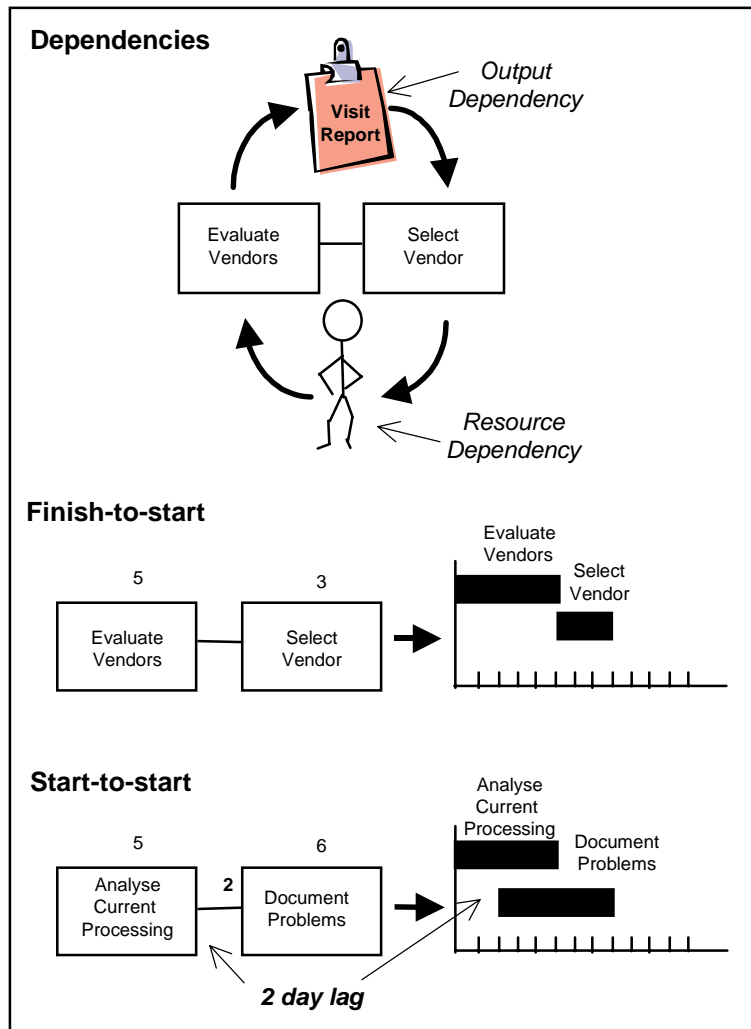 Dependencies
Visit
Report
Output
Dependency
Evaluate
Vendors
Select
Vendor
Resource
Dependency
Finish-to-start
5
3
Evaluate
Vendors
Select
Vendor
Evaluate
Vendors
Select
Vendor
Start-to-start
5
6
Analyse
Current
Processing
2
Document
Problems
Analyse
Current
Processing
Document
Problems
2 day lag